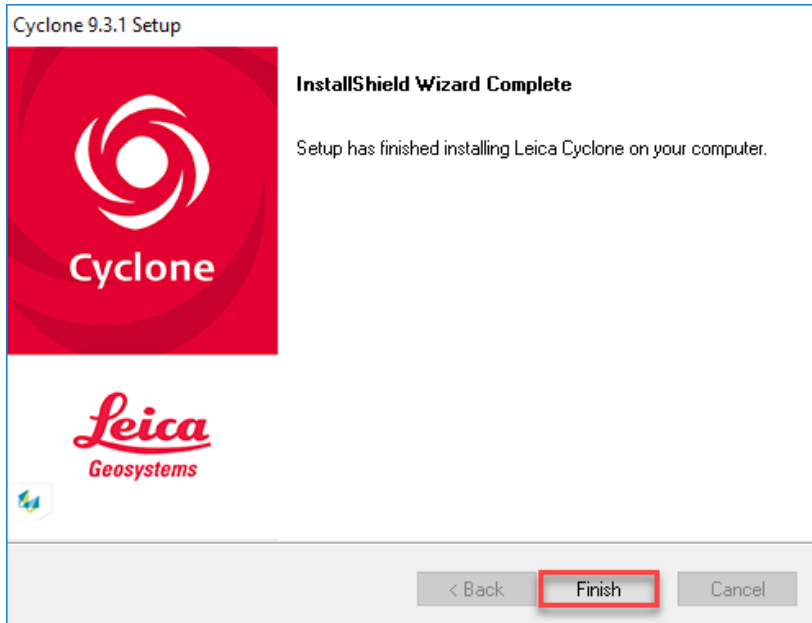 Cyclone 9.3.1 Setup
InstallShield Wizard Complete
Setup has finished installing Leica Cyclone on your computer.
Cyclone
Leica
Geosystems
< Back
Finish
Cancel